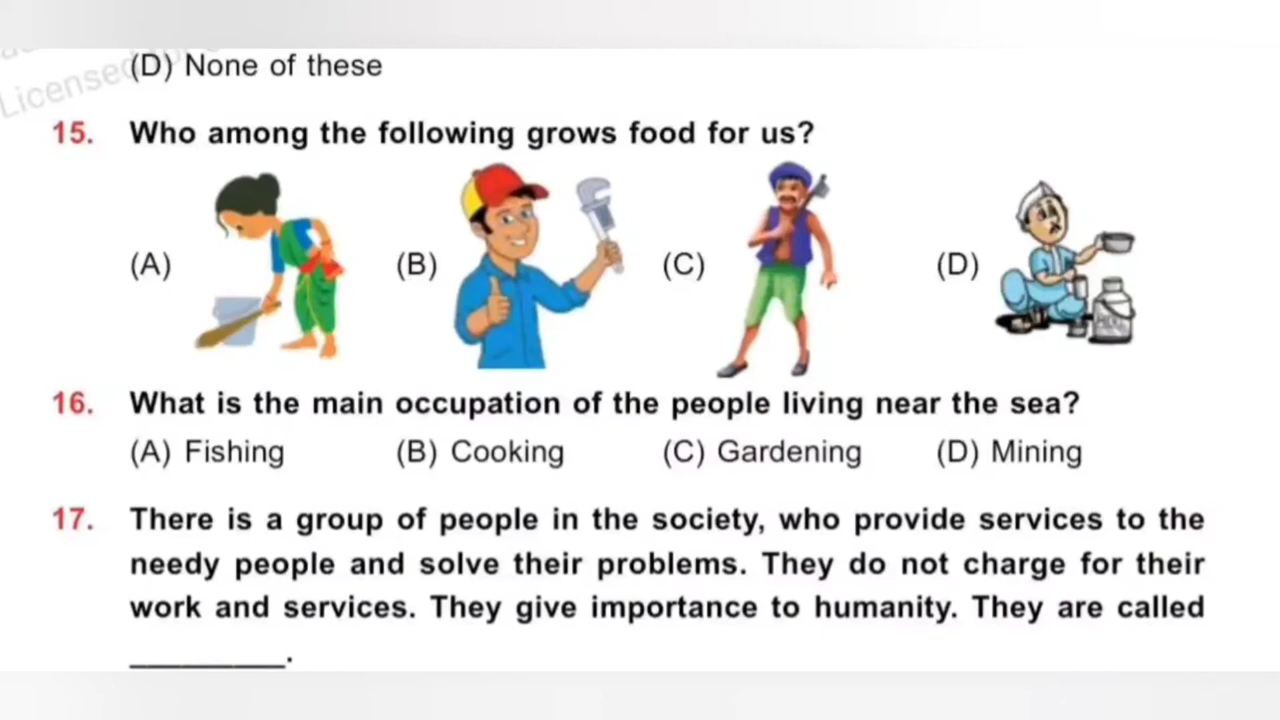 Licensed
(D) None of these
15. Who among the following grows food for us?
(A) (B) (C) (D)
16. What is the main occupation of the people living near the sea?
(A) Fishing (B) Cooking (C) Gardening (D) Mining
17. There is a group of people in the society, who provide services to the
needy people and solve their problems. They do not charge for their
work and services. They give importance to humanity. They are called
_________.